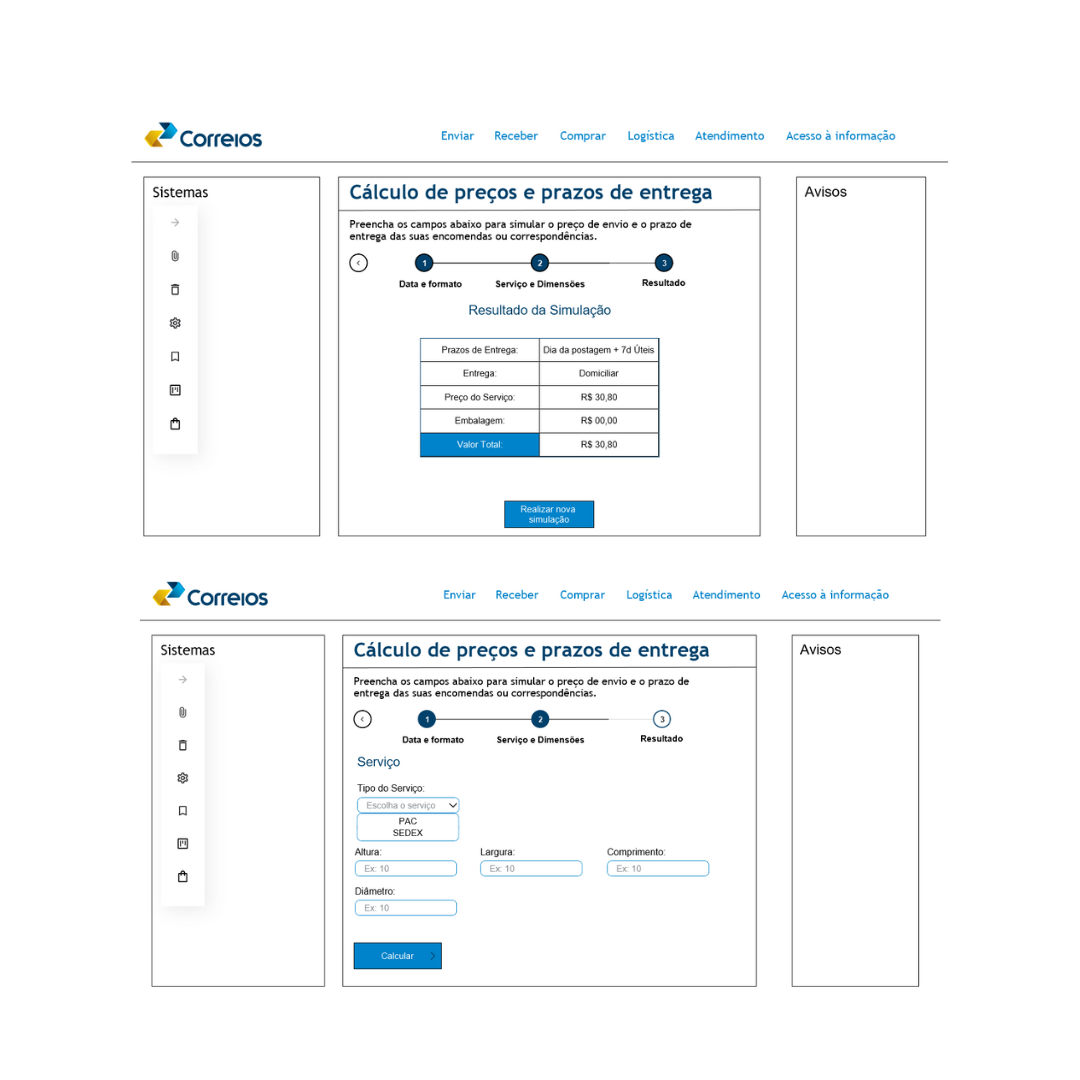 Correios
Enviar Receber Comprar Logística Atendimento Acesso à informação
Sistemas
Cálculo de preços e prazos de entrega
Preencha os campos abaixo para simular o preço de envio e o prazo de
entrega das suas encomendas ou correspondências.
1 2 3
Data e formato Serviço e Dimensões Resultado
Resultado da Simulação
Prazos de Entrega: Dia da postagem + 7d Úteis
Entrega: Domiciliar
Preço do Serviço: R$ 30,80
Embalagem: R$ 00,00
Valor Total: R$ 30,80
Realizar nova
simulação
Avisos
Correios
Enviar Receber Comprar Logística Atendimento Acesso à informação
Sistemas
Cálculo de preços e prazos de entrega
Preencha os campos abaixo para simular o preço de envio e o prazo de
entrega das suas encomendas ou correspondências.
1 2 3
Data e formato Serviço e Dimensões Resultado
Serviço
Tipo do Serviço:
Escolha o serviço
PAC
SEDEX
Altura: Largura: Comprimento:
Ex: 10 Ex: 10 Ex: 10
Diâmetro:
Ex: 10
Calcular
Avisos